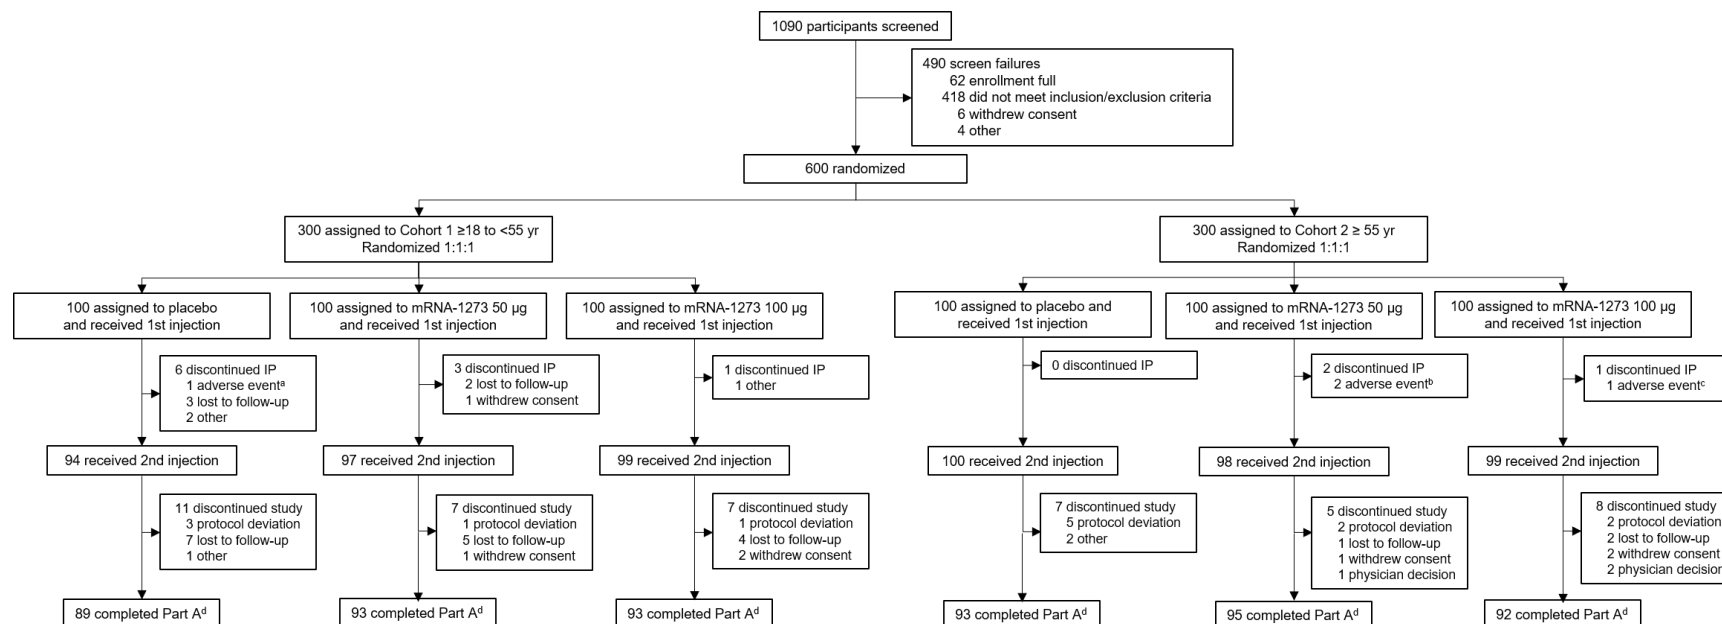 1090 participants screened
490 screen failures
62 enrollment full
418 did not meet inclusion/exclusion criteria
6 withdrew consent
4 other
600 randomized
300 assigned to Cohort 1 ≥18 to <55 yr
Randomized 1:1:1
300 assigned to Cohort 2 ≥ 55 yr
Randomized 1:1:1
100 assigned to placebo
and received 1st injection
100 assigned to mRNA-1273 50 µg
and received 1st injection
100 assigned to mRNA-1273 100 µg
and received 1st injection
100 assigned to placebo and
received 1st injection
100 assigned to mRNA-1273 50 µg
and received 1st injection
100 assigned to mRNA-1273 100 µg
and received 1st injection
6 discontinued IP
1 adverse eventᵃ
3 lost to follow-up
2 other
3 discontinued IP
2 lost to follow-up
1 withdrew consent
1 discontinued IP
1 other
0 discontinued IP
2 discontinued IP
2 adverse eventᵇ
1 discontinued IP
1 adverse eventᶜ
94 received 2nd injection
97 received 2nd injection
99 received 2nd injection
100 received 2nd injection
98 received 2nd injection
99 received 2nd injection
11 discontinued study
3 protocol deviation
7 lost to follow-up
1 other
7 discontinued study
1 protocol deviation
5 lost to follow-up
1 withdrew consent
7 discontinued study
1 protocol deviation
4 lost to follow-up
2 withdrew consent
7 discontinued study
5 protocol deviation
2 other
5 discontinued study
2 protocol deviation
1 lost to follow-up
1 withdrew consent
1 physician decision
8 discontinued study
2 protocol deviation
2 lost to follow-up
2 withdrew consent
2 physician decision
89 completed Part Aᵈ
93 completed Part Aᵈ
93 completed Part Aᵈ
93 completed Part Aᵈ
95 completed Part Aᵈ
92 completed Part Aᵈ